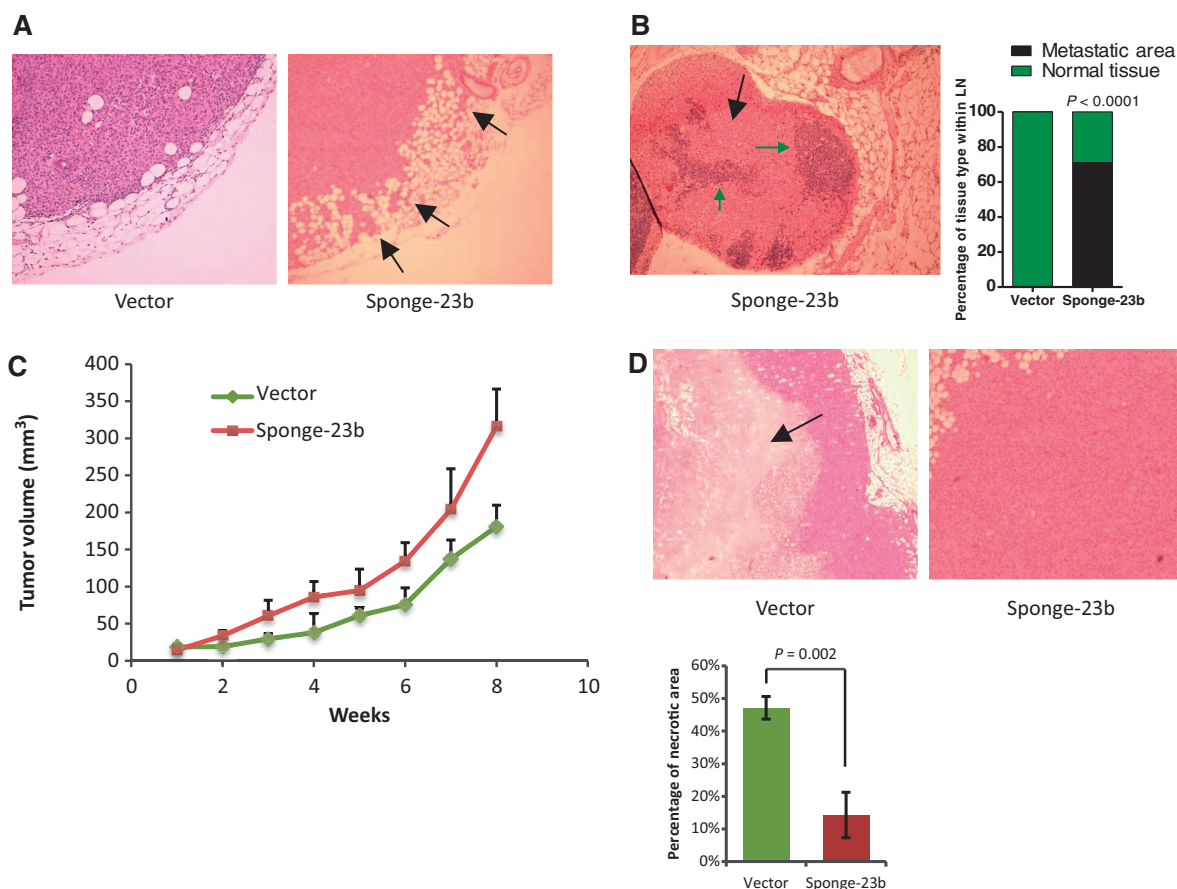 A
Vector
Sponge-23b
B
Sponge-23b
Metastatic area
Normal tissue
P < 0.0001
Percentage of tissue type within LN
100
80
60
40
20
0
Vector
Sponge-23b
C
Tumor volume (mm³)
400
350
300
250
200
150
100
50
0
Vector
Sponge-23b
0
2
4
6
8
10
Weeks
D
Vector
Sponge-23b
P = 0.002
Percentage of necrotic area
60%
50%
40%
30%
20%
10%
0%
Vector
Sponge-23b